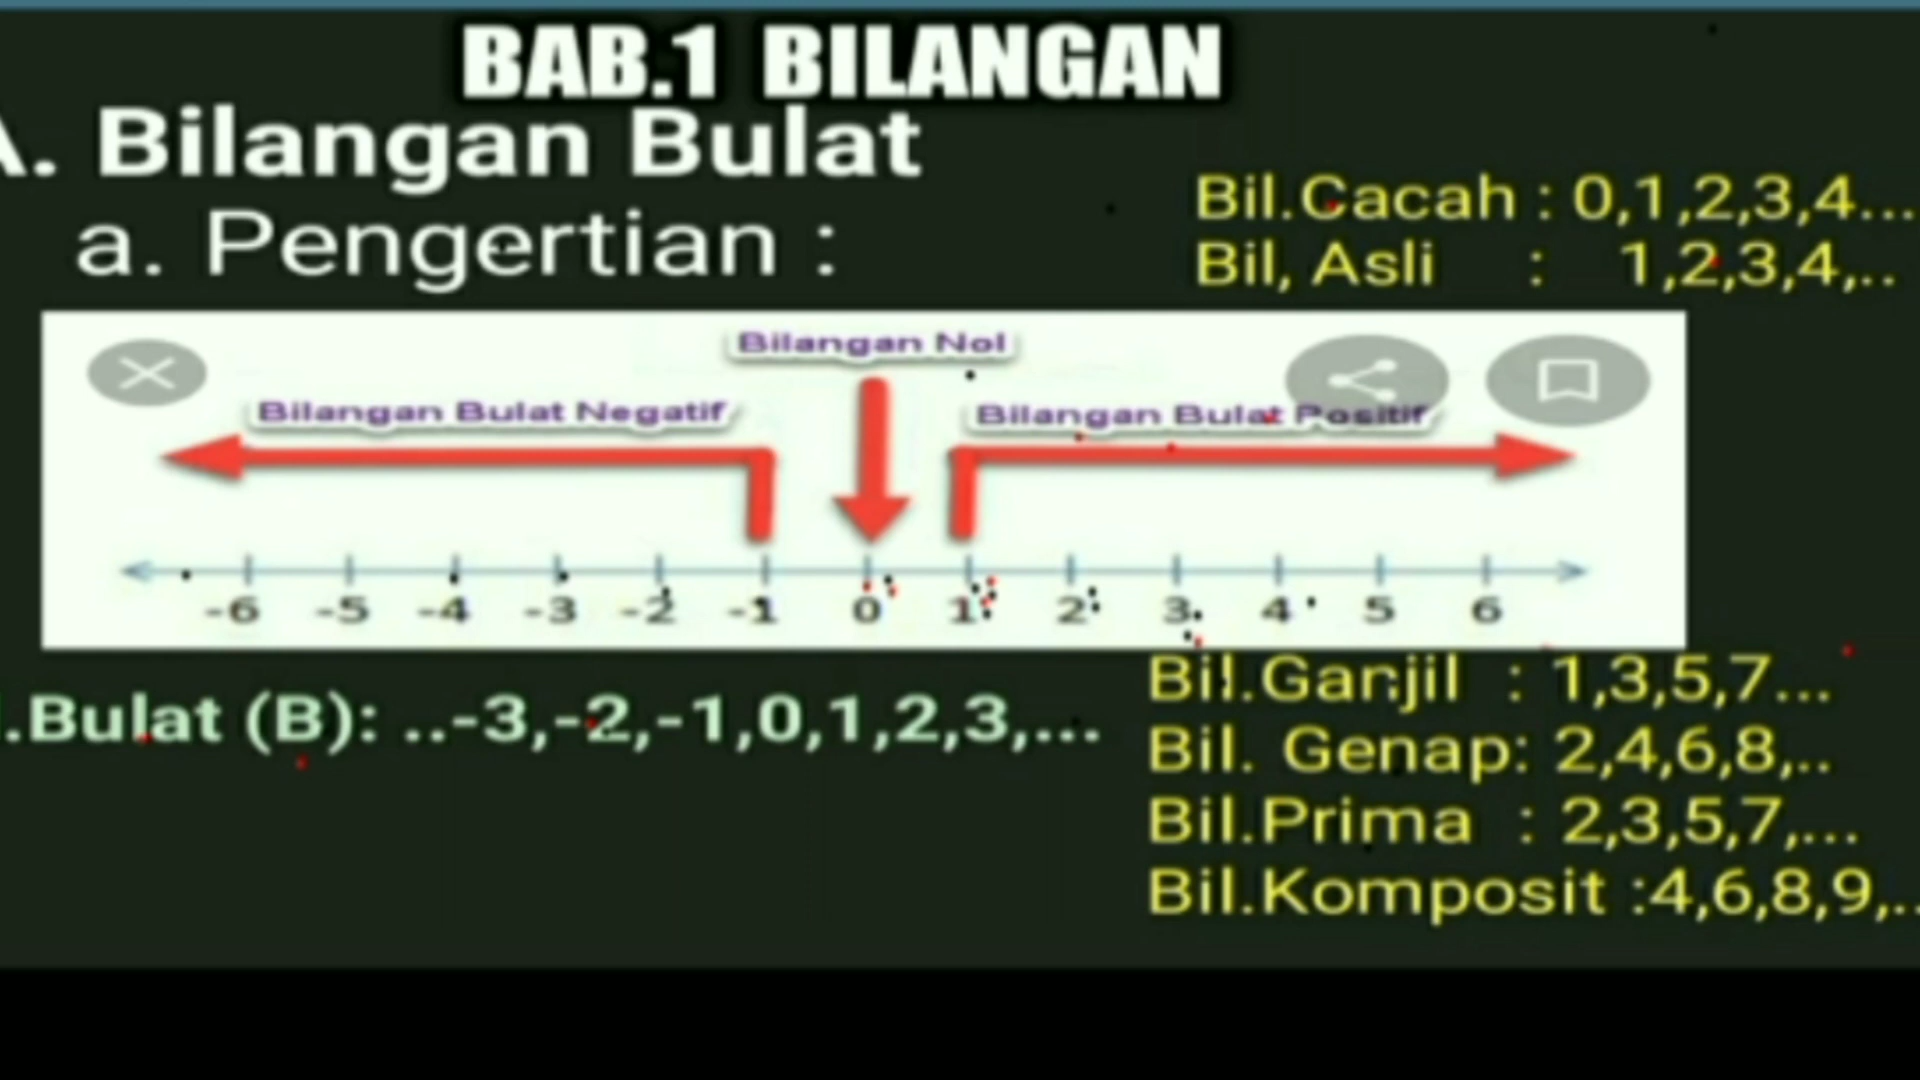 BAB.1 BILANGAN
A. Bilangan Bulat
a. Pengertian :
Bil.Cacah : 0,1,2,3,4...
Bil, Asli : 1,2,3,4,..
Bilangan Nol
Bilangan Bulat Negatif
Bilangan Bulat Positif
-6 -5 -4 -3 -2 -1 0 1 2 3 4 5 6
.Bulat (B): ..-3,-2,-1,0,1,2,3,...
Bil.Ganjil : 1,3,5,7...
Bil. Genap: 2,4,6,8,..
Bil.Prima : 2,3,5,7,...
Bil.Komposit :4,6,8,9,..